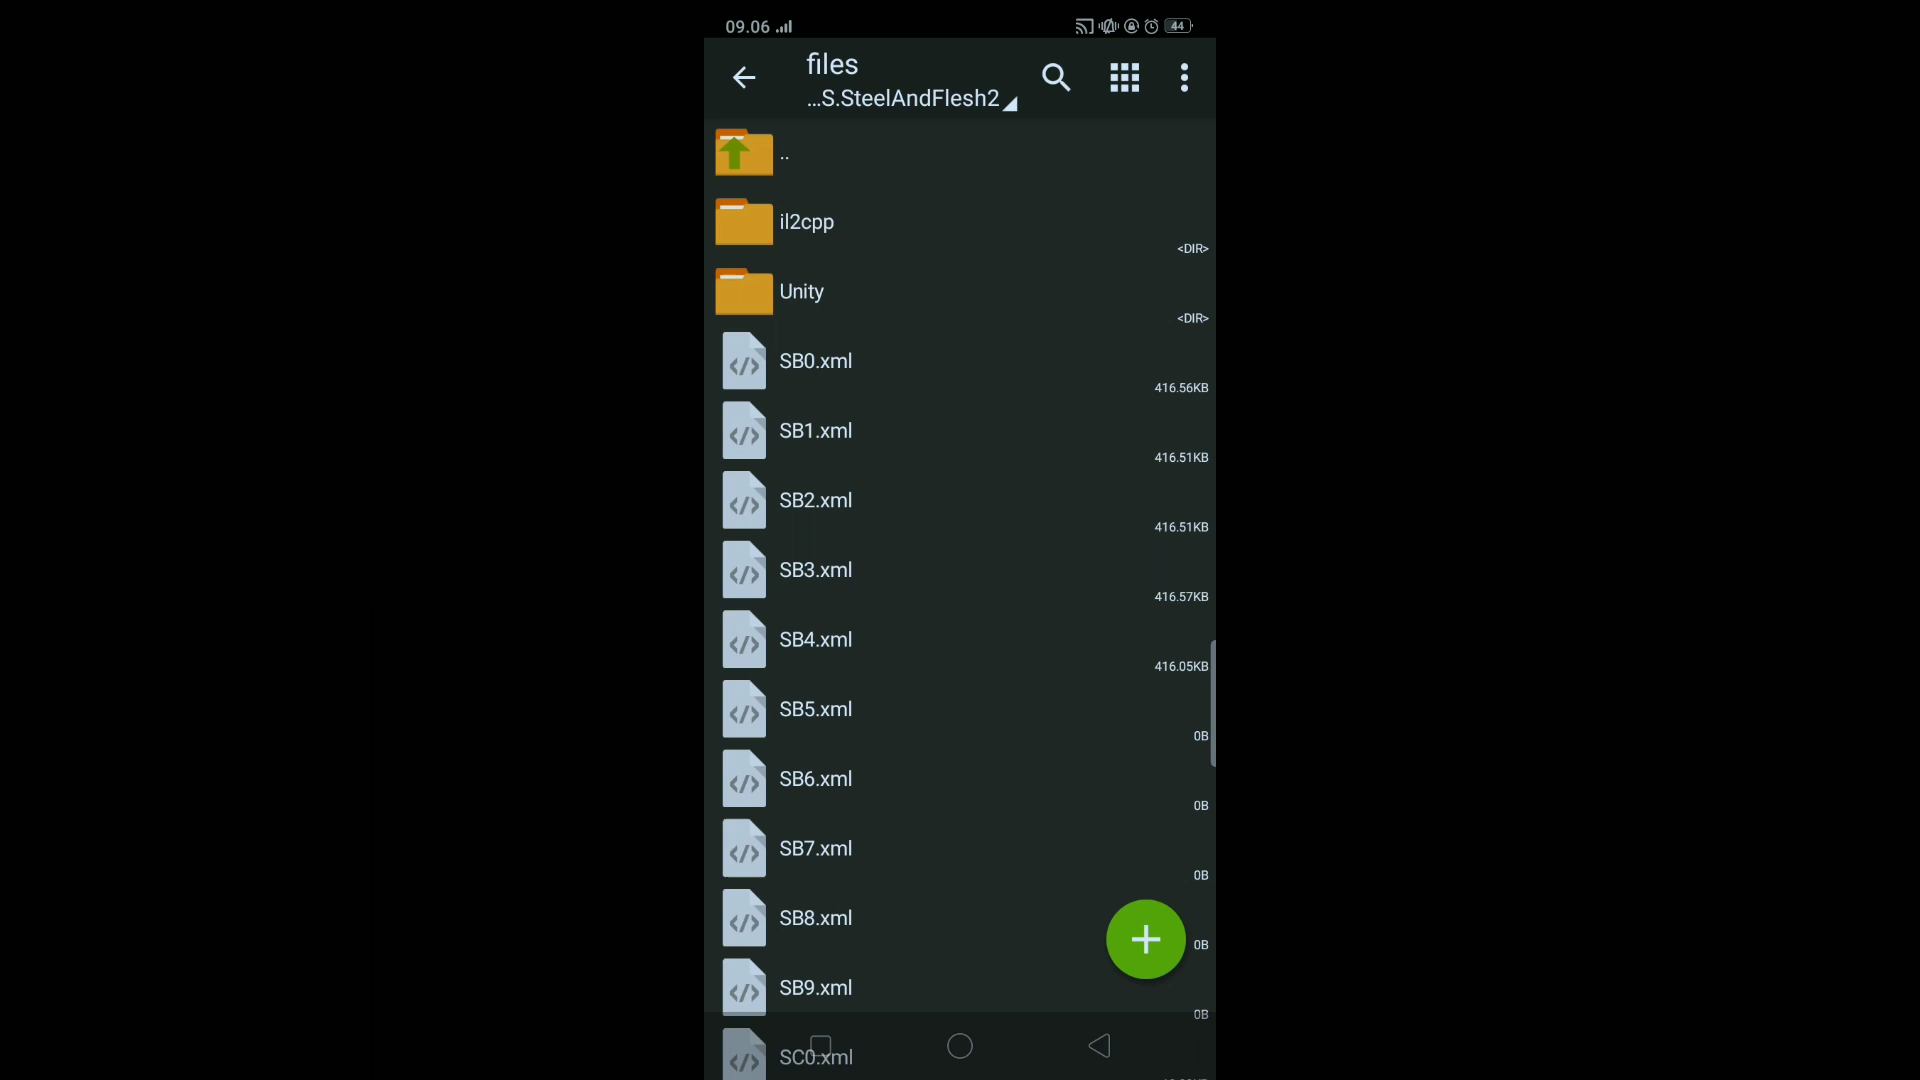 09.06
44
files
...S.SteelAndFlesh2
..
il2cpp
<DIR>
Unity
<DIR>
SB0.xml
416.56KB
SB1.xml
416.51KB
SB2.xml
416.51KB
SB3.xml
416.57KB
SB4.xml
416.05KB
SB5.xml
0B
SB6.xml
0B
SB7.xml
0B
SB8.xml
0B
SB9.xml
0B
SC0.xml